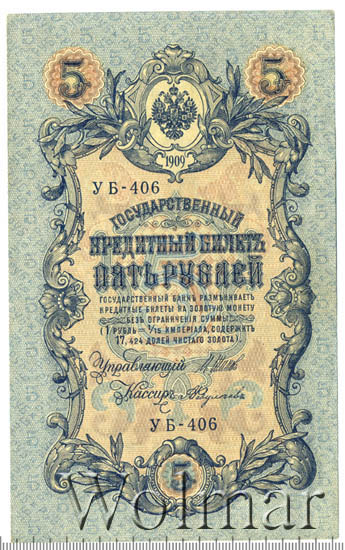 5 5
1909
УБ-406
ГОСУДАРСТВЕННЫЙ
КРЕДИТНЫЙ БИЛЕТЪ
ПЯТЬ РУБЛЕЙ
ГОСУДАРСТВЕННЫЙ БАНКЪ РАЗМѢНИВАЕТЪ
КРЕДИТНЫЕ БИЛЕТЫ НА ЗОЛОТУЮ МОНЕТУ
БЕЗЪ ОГРАНИЧЕНІЯ СУММЫ
(1 РУБЛЬ = 1/15 ИМПЕРІАЛА, СОДЕРЖИТЪ
17,424 ДОЛЕЙ ЧИСТАГО ЗОЛОТА).
Управляющій
Кассиръ
УБ-406
5
Wolmar
Wolmar